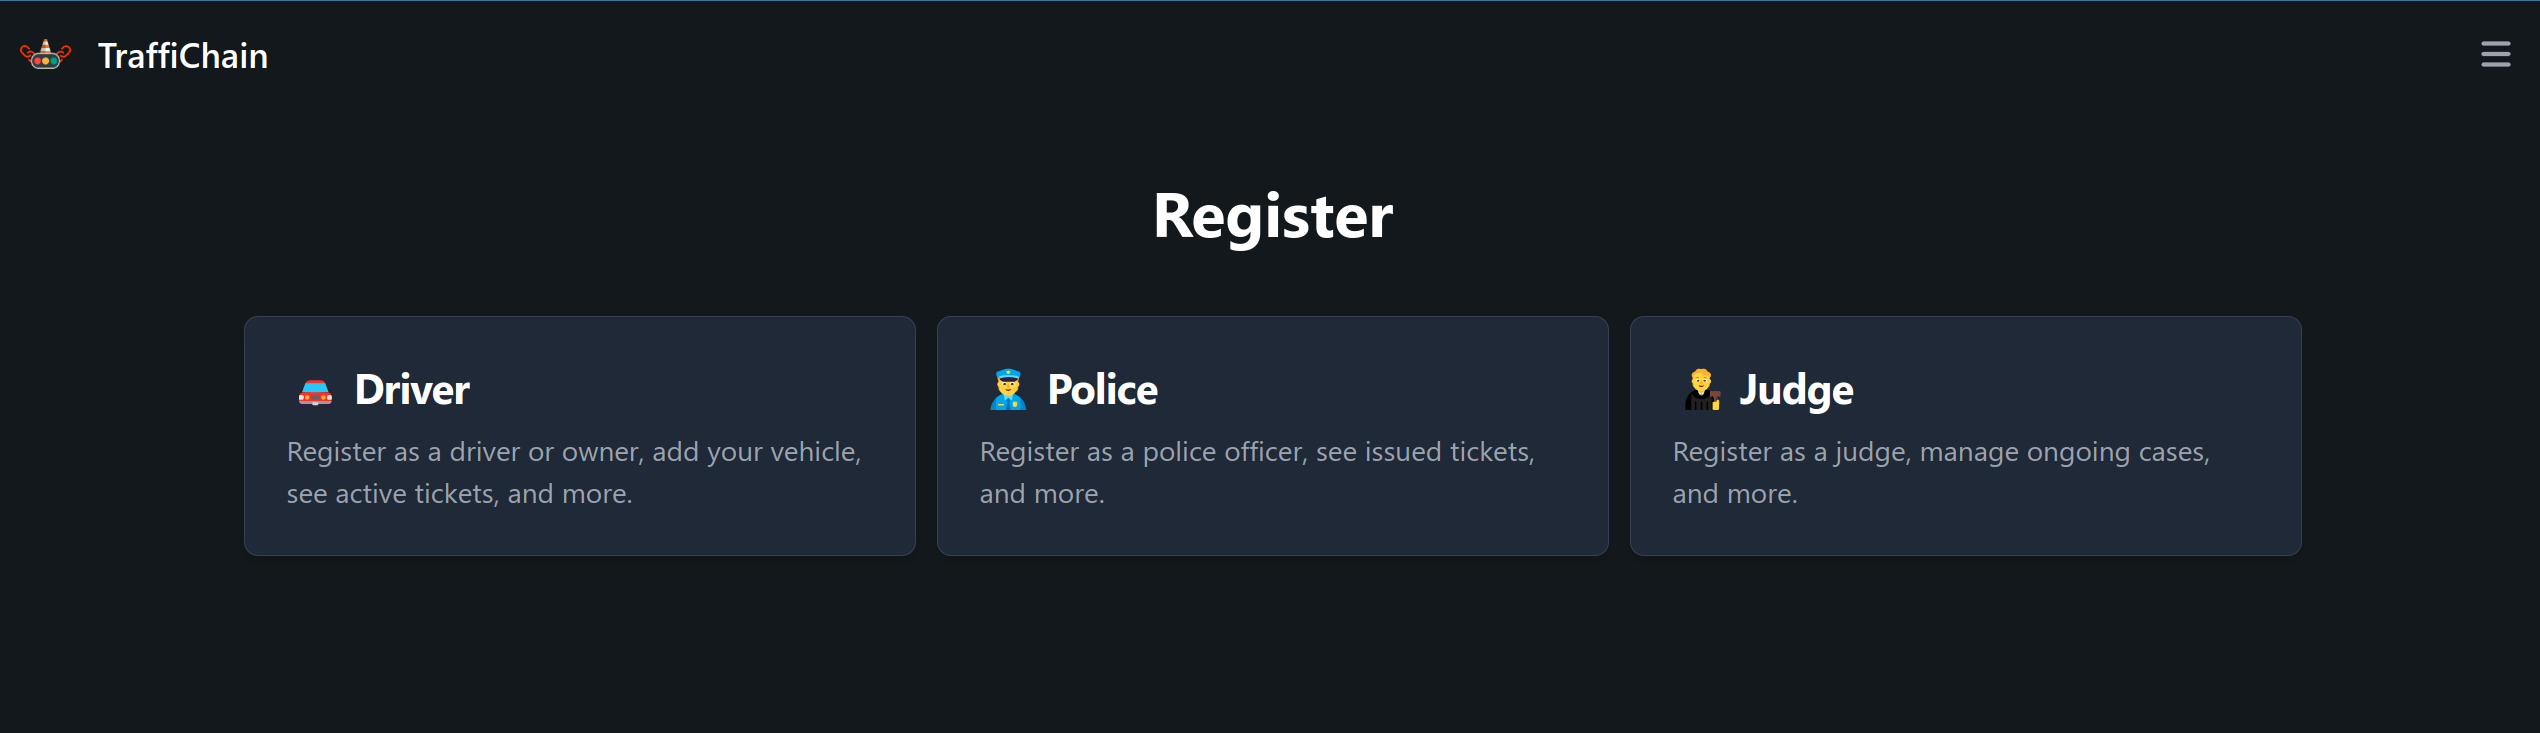 TraffiChain
Register
Driver
Register as a driver or owner, add your vehicle,
see active tickets, and more.
Police
Register as a police officer, see issued tickets,
and more.
Judge
Register as a judge, manage ongoing cases,
and more.